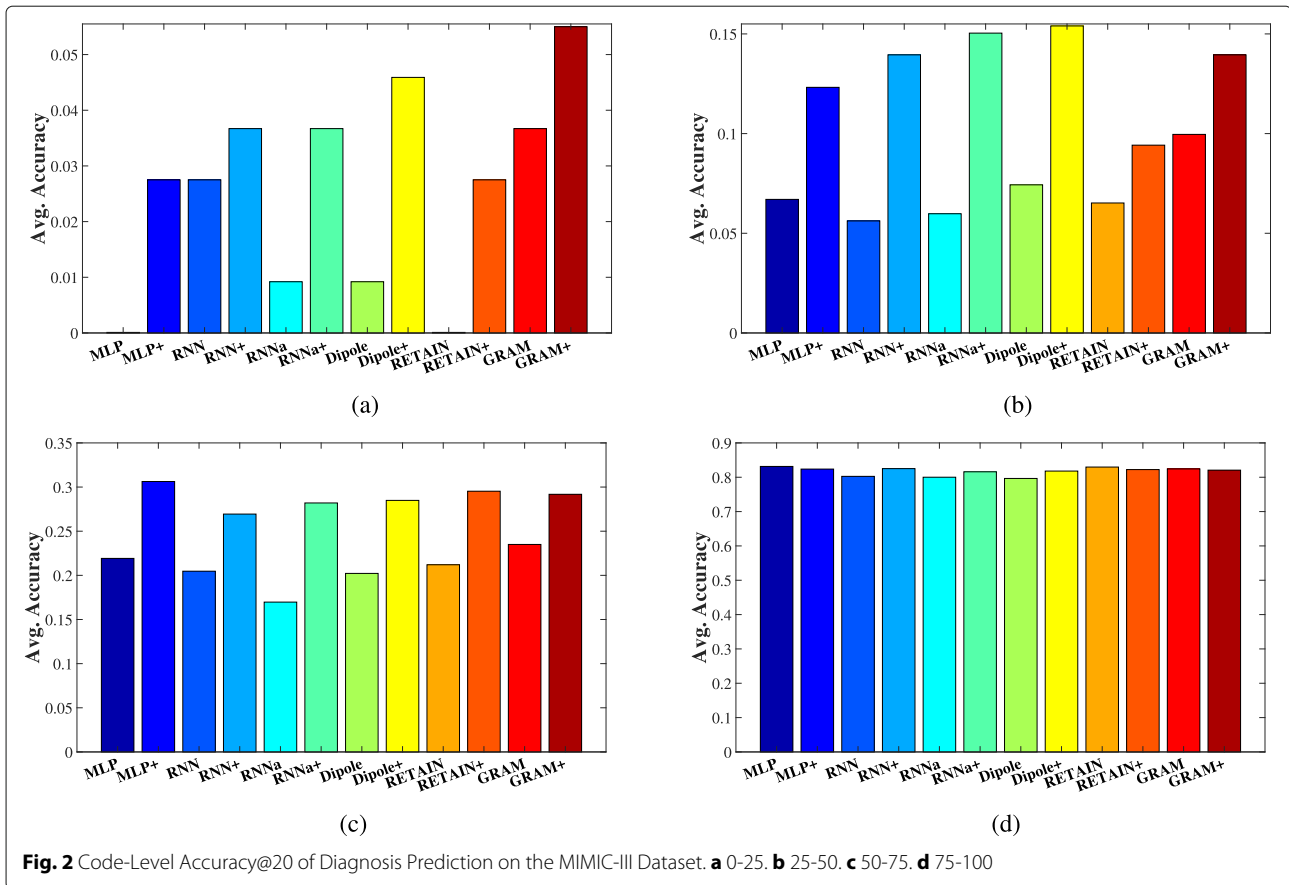 Avg. Accuracy
0.05
0.04
0.03
0.02
0.01
0
MLP
MLP+
RNN
RNN+
RNNa
RNNa+
Dipole
Dipole+
RETAIN
RETAIN+
GRAM
GRAM+
(a)
Avg. Accuracy
0.15
0.1
0.05
0
MLP
MLP+
RNN
RNN+
RNNa
RNNa+
Dipole
Dipole+
RETAIN
RETAIN+
GRAM
GRAM+
(b)
Avg. Accuracy
0.35
0.3
0.25
0.2
0.15
0.1
0.05
0
MLP
MLP+
RNN
RNN+
RNNa
RNNa+
Dipole
Dipole+
RETAIN
RETAIN+
GRAM
GRAM+
(c)
Avg. Accuracy
0.9
0.8
0.7
0.6
0.5
0.4
0.3
0.2
0.1
0
MLP
MLP+
RNN
RNN+
RNNa
RNNa+
Dipole
Dipole+
RETAIN
RETAIN+
GRAM
GRAM+
(d)
Fig. 2 Code-Level Accuracy@20 of Diagnosis Prediction on the MIMIC-III Dataset. a 0-25. b 25-50. c 50-75. d 75-100